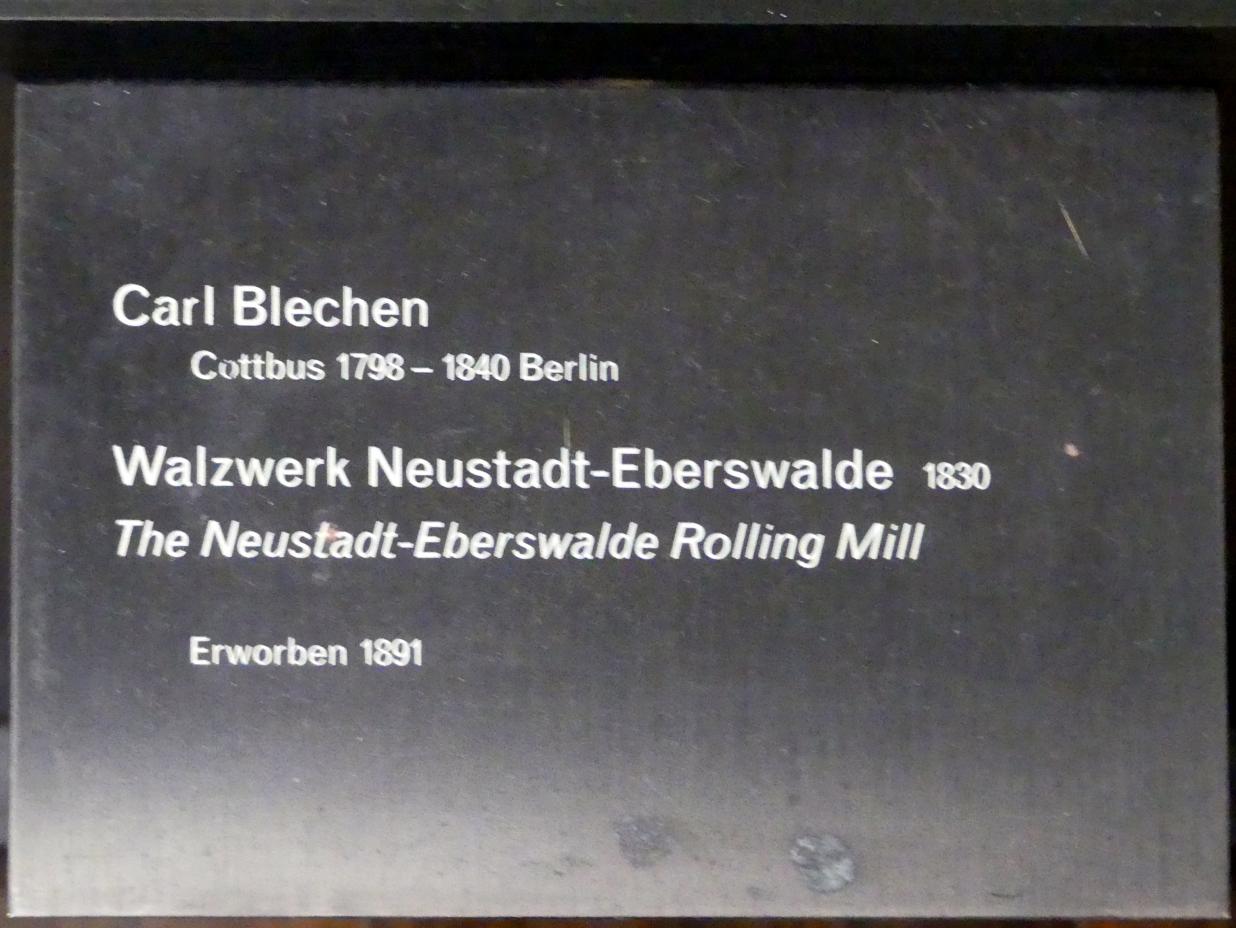 Carl Blechen
Cottbus 1798 – 1840 Berlin
Walzwerk Neustadt-Eberswalde 1830
The Neustadt-Eberswalde Rolling Mill
Erworben 1891